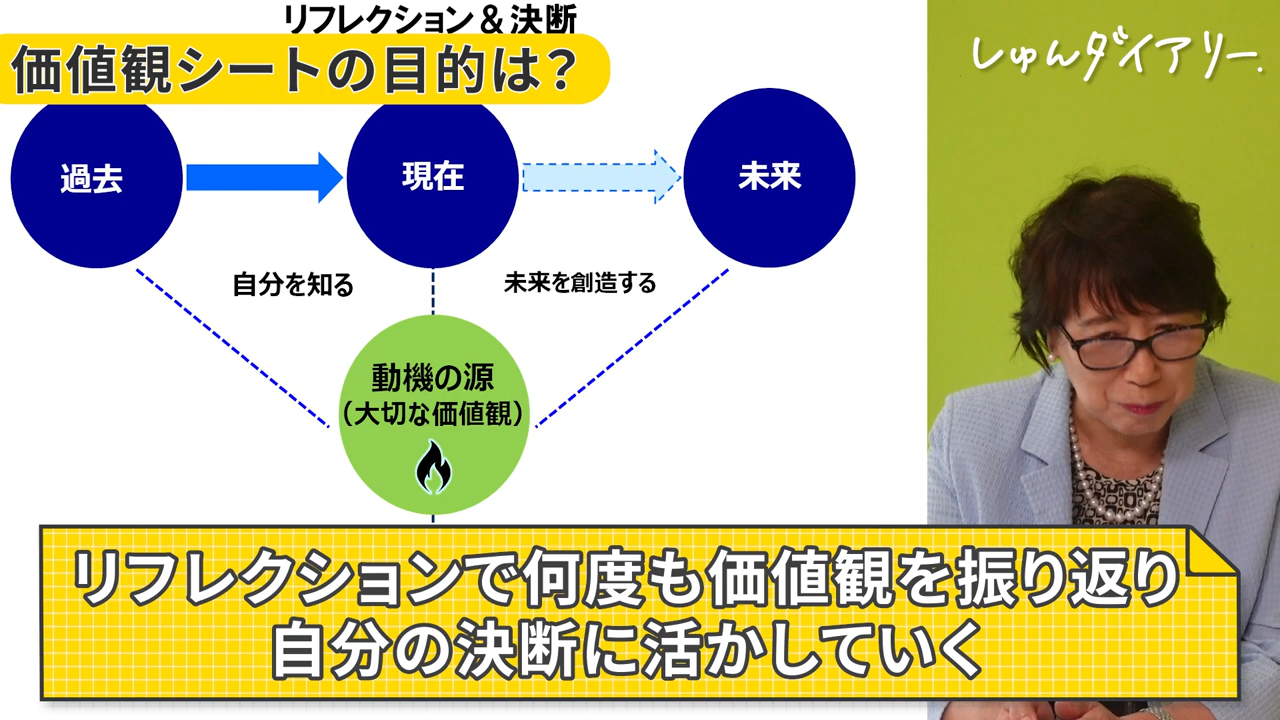 リフレクション＆決断
価値観シートの目的は？
しゅんダイアリー.
過去
現在
未来
自分を知る
未来を創造する
動機の源
（大切な価値観）
リフレクションで何度も価値観を振り返り
自分の決断に活かしていく